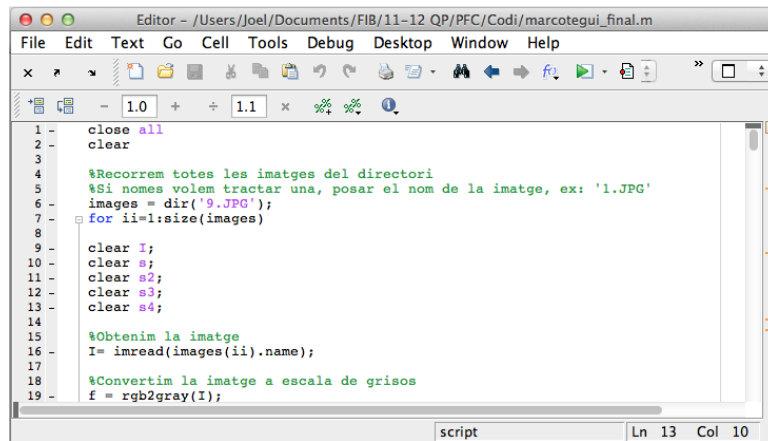 Editor - /Users/Joel/Documents/FIB/11-12 QP/PFC/Codi/marcotegui_final.m
File Edit Text Go Cell Tools Debug Desktop Window Help
- 1.0 + ÷ 1.1 ×
1 - close all
2 - clear
3
4 %Recorrem totes les imatges del directori
5 %Si nomes volem tractar una, posar el nom de la imatge, ex: '1.JPG'
6 - images = dir('9.JPG');
7 - for ii=1:size(images)
8
9 - clear I;
10 - clear s;
11 - clear s2;
12 - clear s3;
13 - clear s4;
14
15 %Obtenim la imatge
16 - I= imread(images(ii).name);
17
18 %Convertim la imatge a escala de grisos
19 - f = rgb2gray(I);
script Ln 13 Col 10